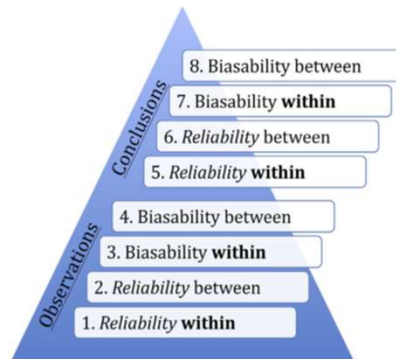 8. Biasability between
7. Biasability within
6. Reliability between
5. Reliability within
Conclusions
4. Biasability between
3. Biasability within
2. Reliability between
1. Reliability within
Observations